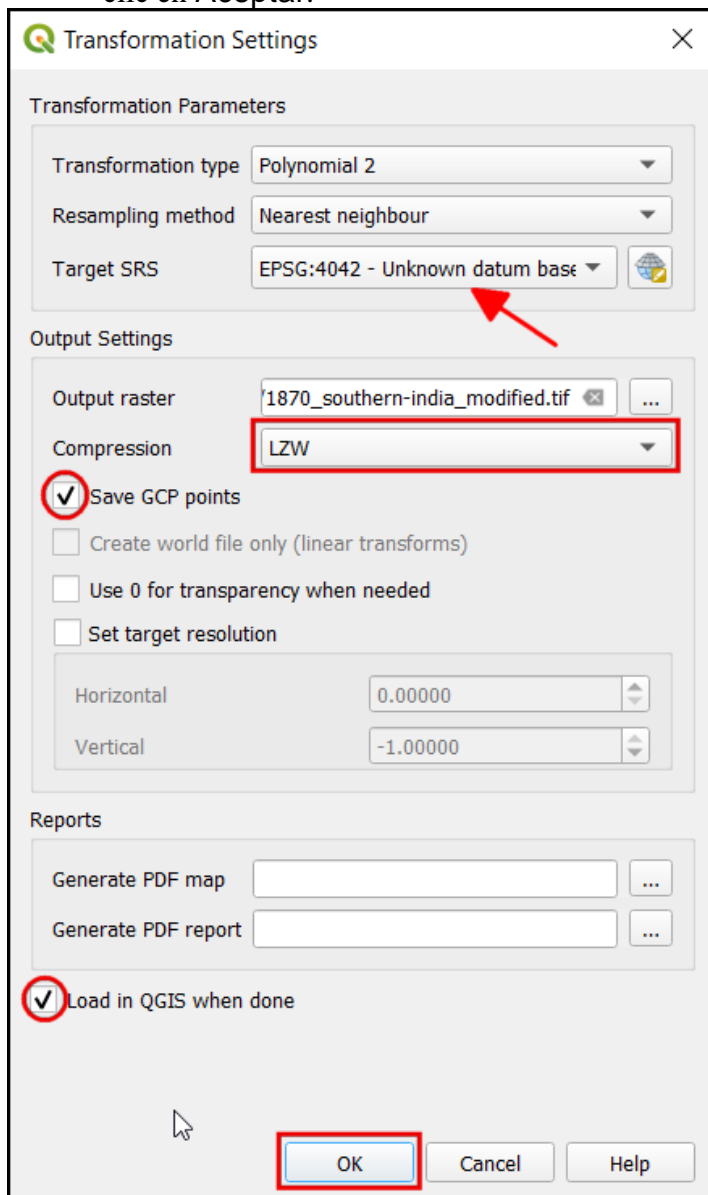 Transformation Settings
Transformation Parameters
Transformation type Polynomial 2
Resampling method Nearest neighbour
Target SRS EPSG:4042 - Unknown datum base
Output Settings
Output raster /1870_southern-india_modified.tif ...
Compression LZW
Save GCP points
Create world file only (linear transforms)
Use 0 for transparency when needed
Set target resolution
Horizontal 0.00000
Vertical -1.00000
Reports
Generate PDF map ...
Generate PDF report ...
Load in QGIS when done
OK Cancel Help